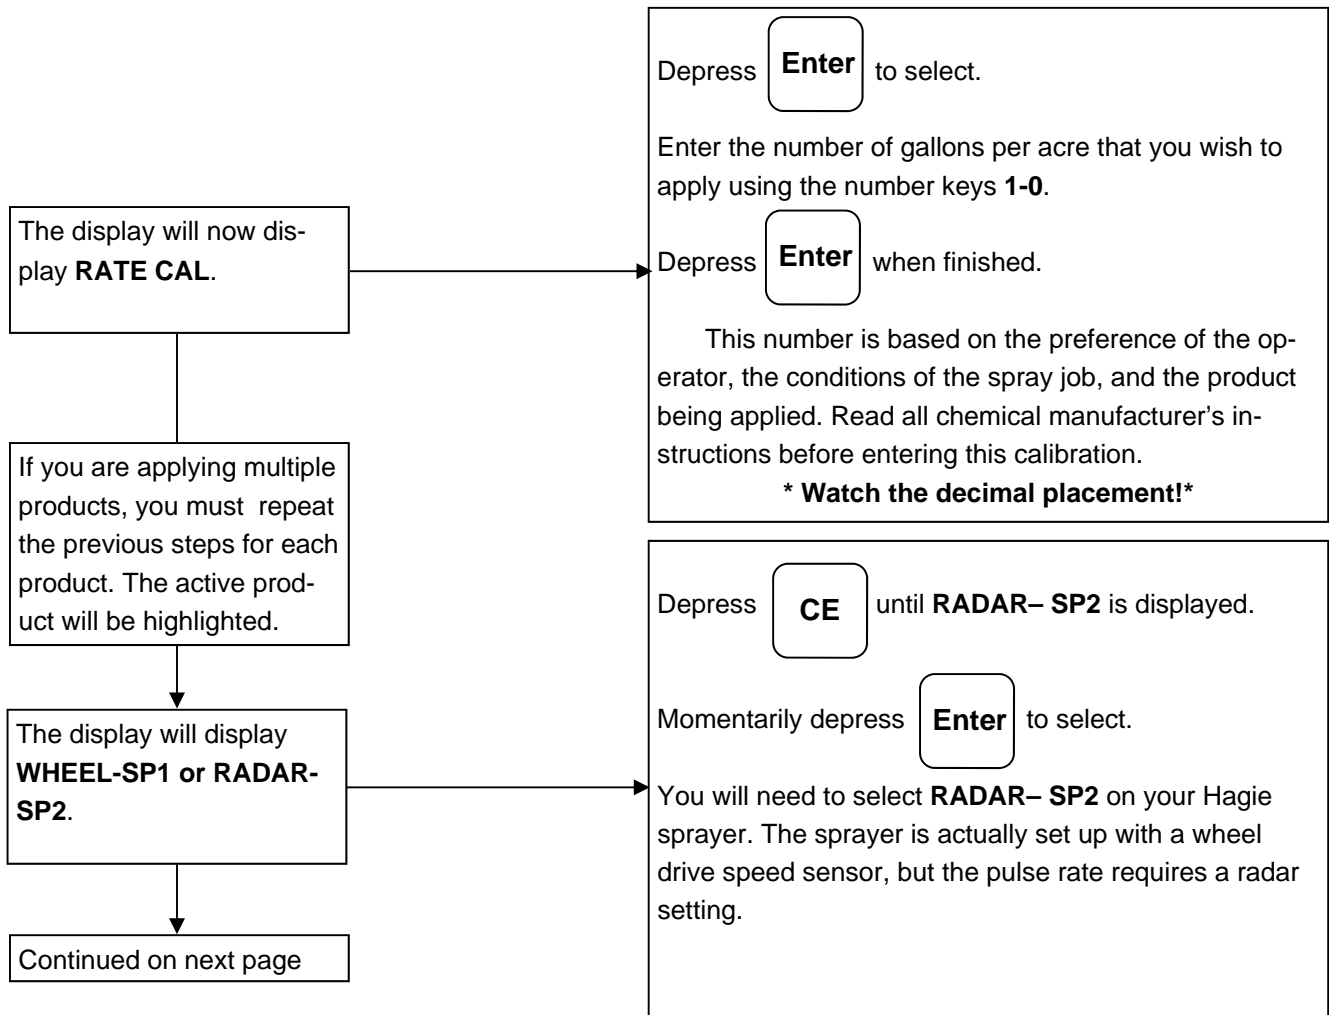 The display will now dis-
play RATE CAL.
Depress Enter to select.
Enter the number of gallons per acre that you wish to
apply using the number keys 1-0.
Depress Enter when finished.
This number is based on the preference of the op-
erator, the conditions of the spray job, and the product
being applied. Read all chemical manufacturer’s in-
structions before entering this calibration.
* Watch the decimal placement!*
If you are applying multiple
products, you must repeat
the previous steps for each
product. The active prod-
uct will be highlighted.
The display will display
WHEEL-SP1 or RADAR-
SP2.
Depress CE until RADAR– SP2 is displayed.
Momentarily depress Enter to select.
You will need to select RADAR– SP2 on your Hagie
sprayer. The sprayer is actually set up with a wheel
drive speed sensor, but the pulse rate requires a radar
setting.
Continued on next page